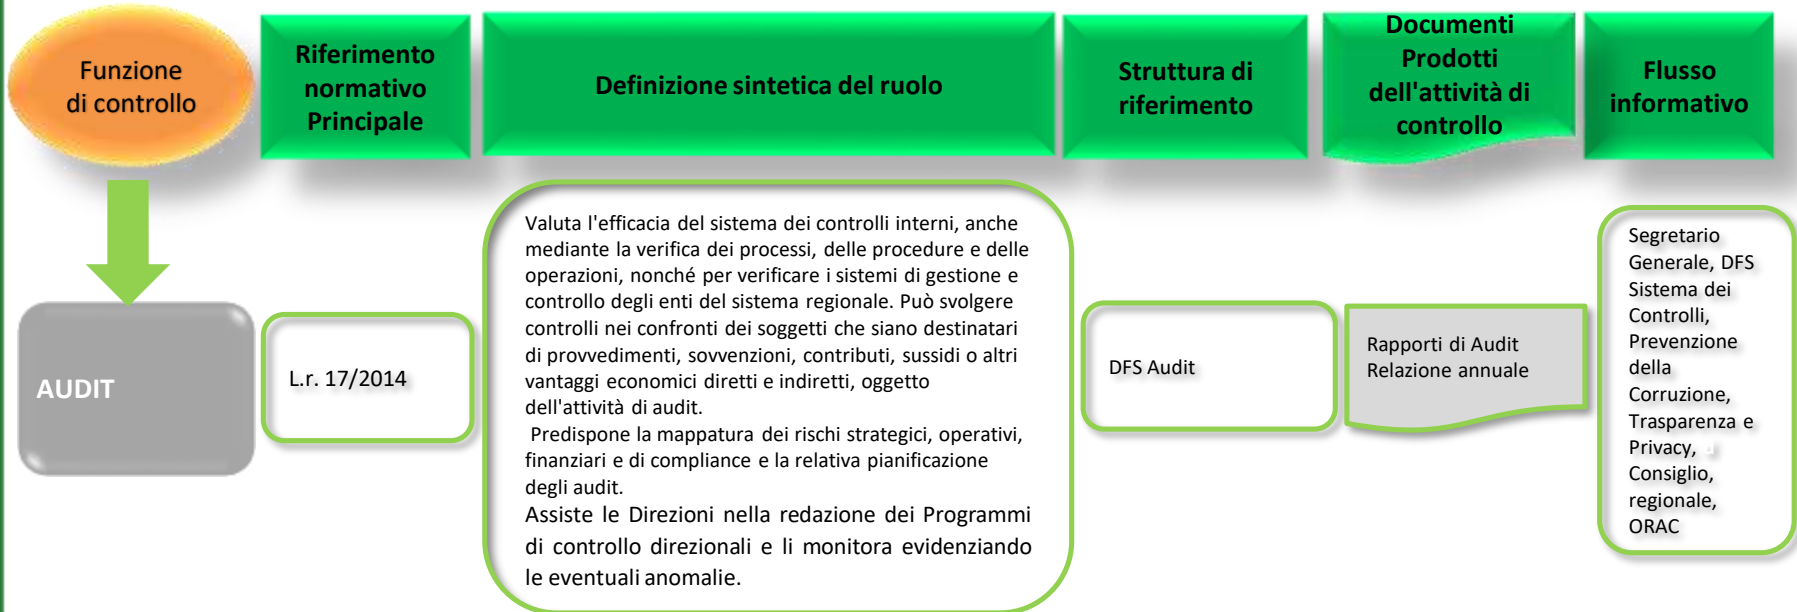 Funzione
di controllo
Riferimento
normativo
Principale
Definizione sintetica del ruolo
Struttura di
riferimento
Documenti
Prodotti
dell'attività di
controllo
Flusso
informativo
AUDIT
L.r. 17/2014
Valuta l'efficacia del sistema dei controlli interni, anche
mediante la verifica dei processi, delle procedure e delle
operazioni, nonché per verificare i sistemi di gestione e
controllo degli enti del sistema regionale. Può svolgere
controlli nei confronti dei soggetti che siano destinatari
di provvedimenti, sovvenzioni, contributi, sussidi o altri
vantaggi economici diretti e indiretti, oggetto
dell'attività di audit.
Predispone la mappatura dei rischi strategici, operativi,
finanziari e di compliance e la relativa pianificazione
degli audit.
Assiste le Direzioni nella redazione dei Programmi
di controllo direzionali e li monitora evidenziando
le eventuali anomalie.
DFS Audit
Rapporti di Audit
Relazione annuale
Segretario
Generale, DFS
Sistema dei
Controlli,
Prevenzione
della
Corruzione,
Trasparenza e
Privacy,
Consiglio,
regionale,
ORAC